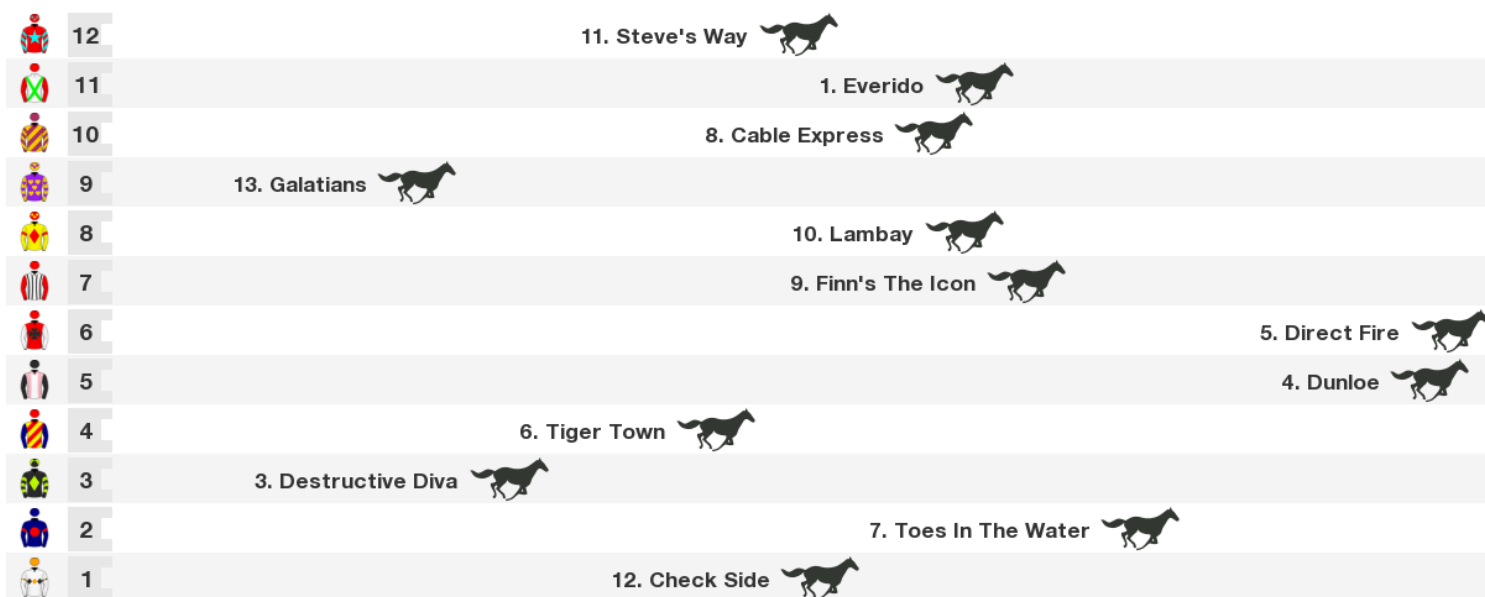 12 11. Steve's Way
11 1. Everido
10 8. Cable Express
9 13. Galatians
8 10. Lambay
7 9. Finn's The Icon
6 5. Direct Fire
5 4. Dunloe
4 6. Tiger Town
3 3. Destructive Diva
2 7. Toes In The Water
1 12. Check Side